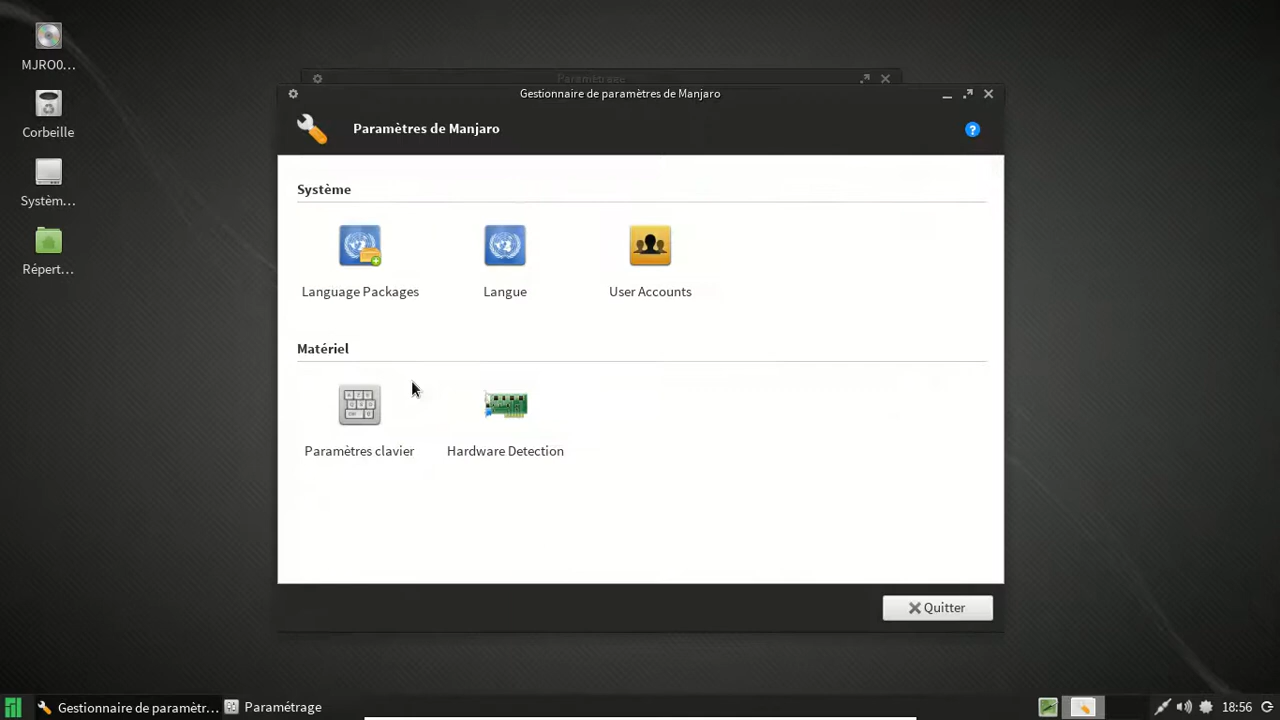 MJRO0...
Corbeille
Systèm...
Répert...
Paramétrage
Gestionnaire de paramètres de Manjaro
Paramètres de Manjaro
?
Système
Language Packages
Langue
User Accounts
Matériel
Paramètres clavier
Hardware Detection
Quitter
Gestionnaire de paramètr...
Paramétrage
18:56